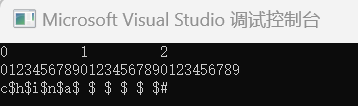 Microsoft Visual Studio 调试控制台
0         1         2
012345678901234567890123456789
c$h$i$n$a$ $ $ $ $ $#